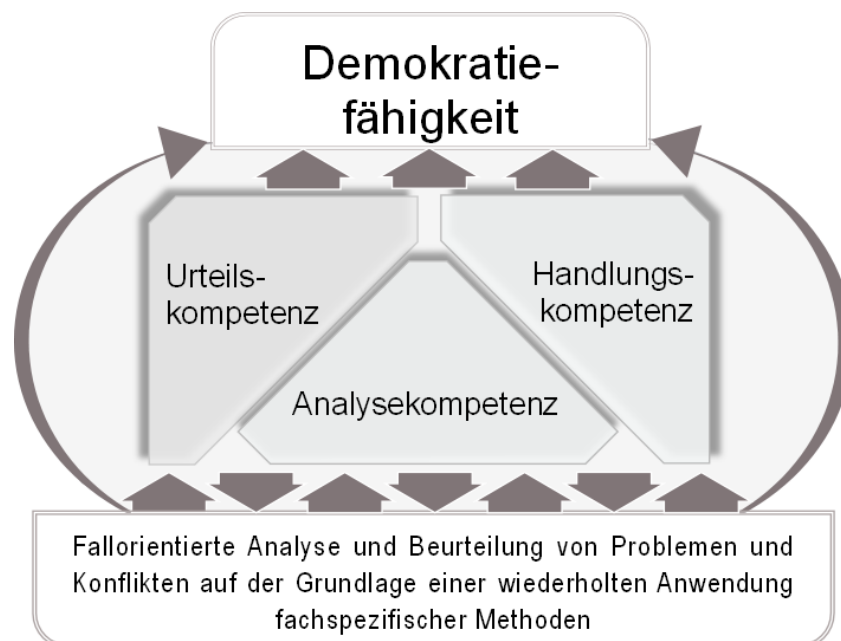 Demokratie-
fähigkeit
Urteils-
kompetenz
Handlungs-
kompetenz
Analysekompetenz
Fallorientierte Analyse und Beurteilung von Problemen und
Konflikten auf der Grundlage einer wiederholten Anwendung
fachspezifischer Methoden